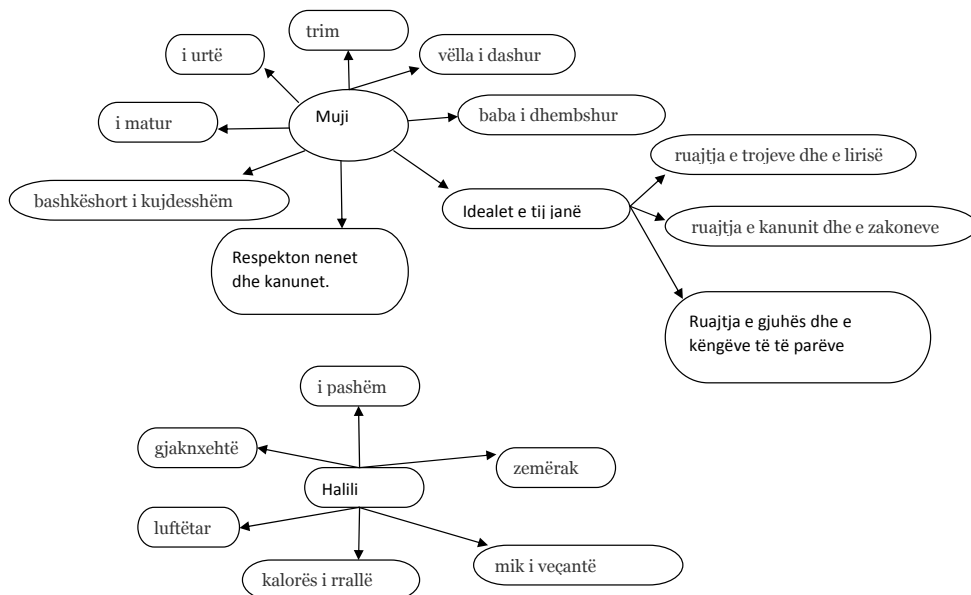 trim
i urtë
vëlla i dashur
Muji
baba i dhembshur
i matur
ruajtja e trojeve dhe e lirisë
bashkëshort i kujdesshëm
Idealet e tij janë
ruajtja e kanunit dhe e zakoneve
Respekton nenet
dhe kanunet.
Ruajtja e gjuhës dhe e
këngëve të të parëve
i pashëm
gjaknxehtë
zemërak
Halili
luftëtar
mik i veçantë
kalorës i rrallë